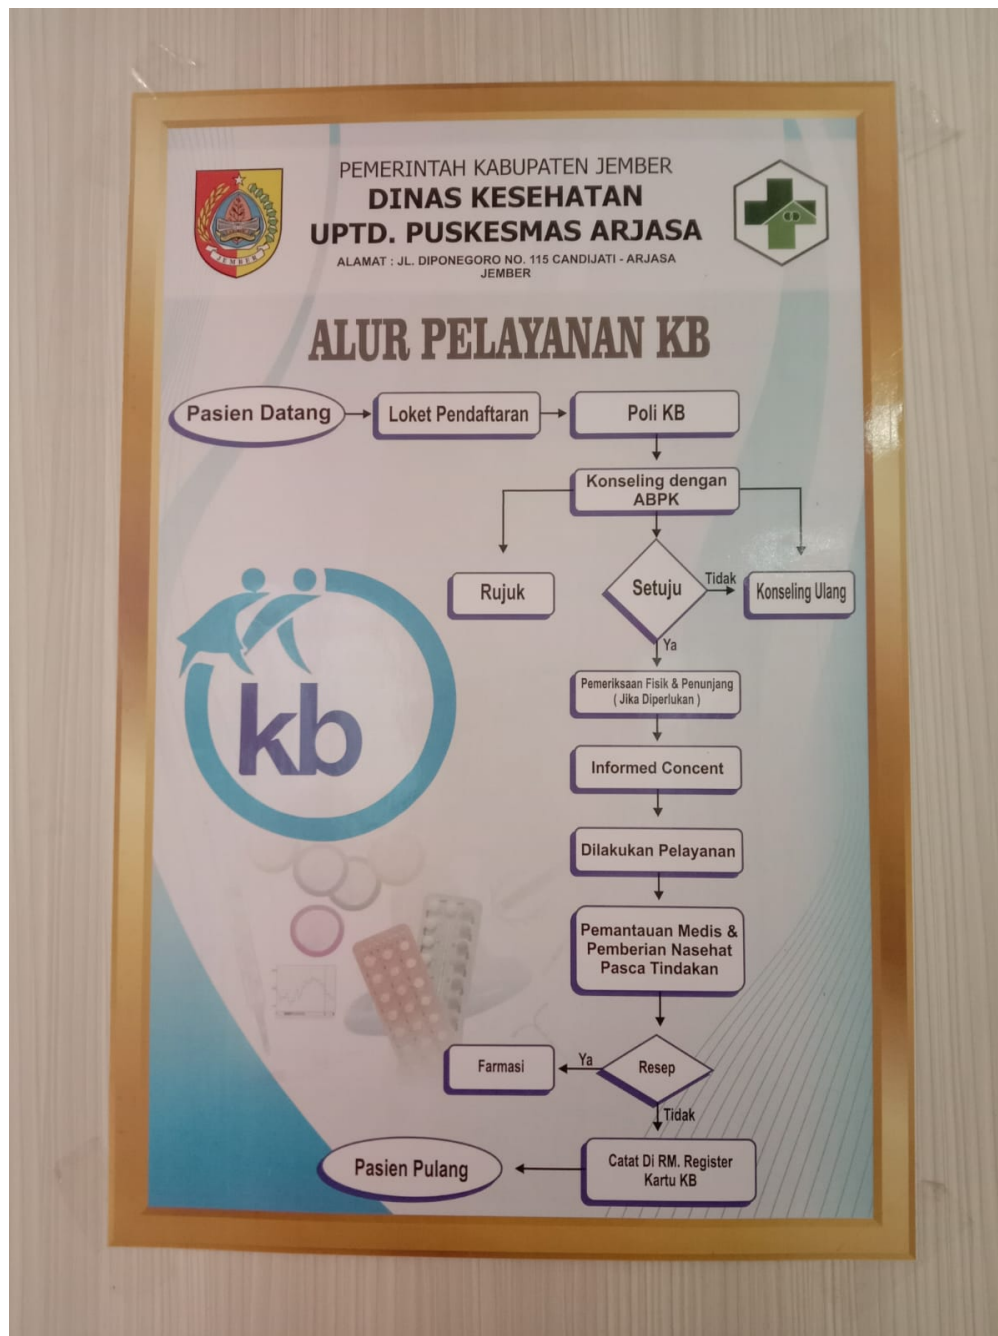 PEMERINTAH KABUPATEN JEMBER
DINAS KESEHATAN
UPTD. PUSKESMAS ARJASA
ALAMAT : JL. DIPONEGORO NO. 115 CANDIJATI - ARJASA
JEMBER
JEMBER
ALUR PELAYANAN KB
Pasien Datang
Loket Pendaftaran
Poli KB
Konseling dengan
ABPK
Rujuk
Setuju
Tidak
Konseling Ulang
Ya
Pemeriksaan Fisik & Penunjang
( Jika Diperlukan )
kb
Informed Concent
Dilakukan Pelayanan
Pemantauan Medis &
Pemberian Nasehat
Pasca Tindakan
Farmasi
Ya
Resep
Tidak
Catat Di RM. Register
Kartu KB
Pasien Pulang